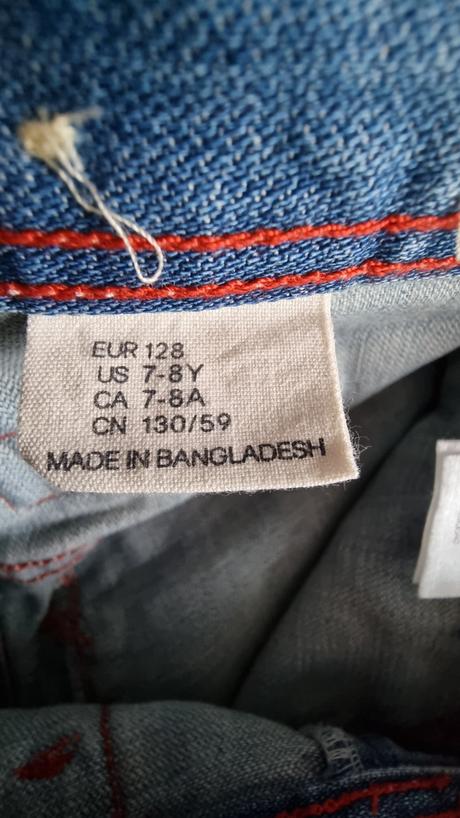 EUR 128
US 7-8Y
CA 7-8A
CN 130/59
MADE IN BANGLADESH